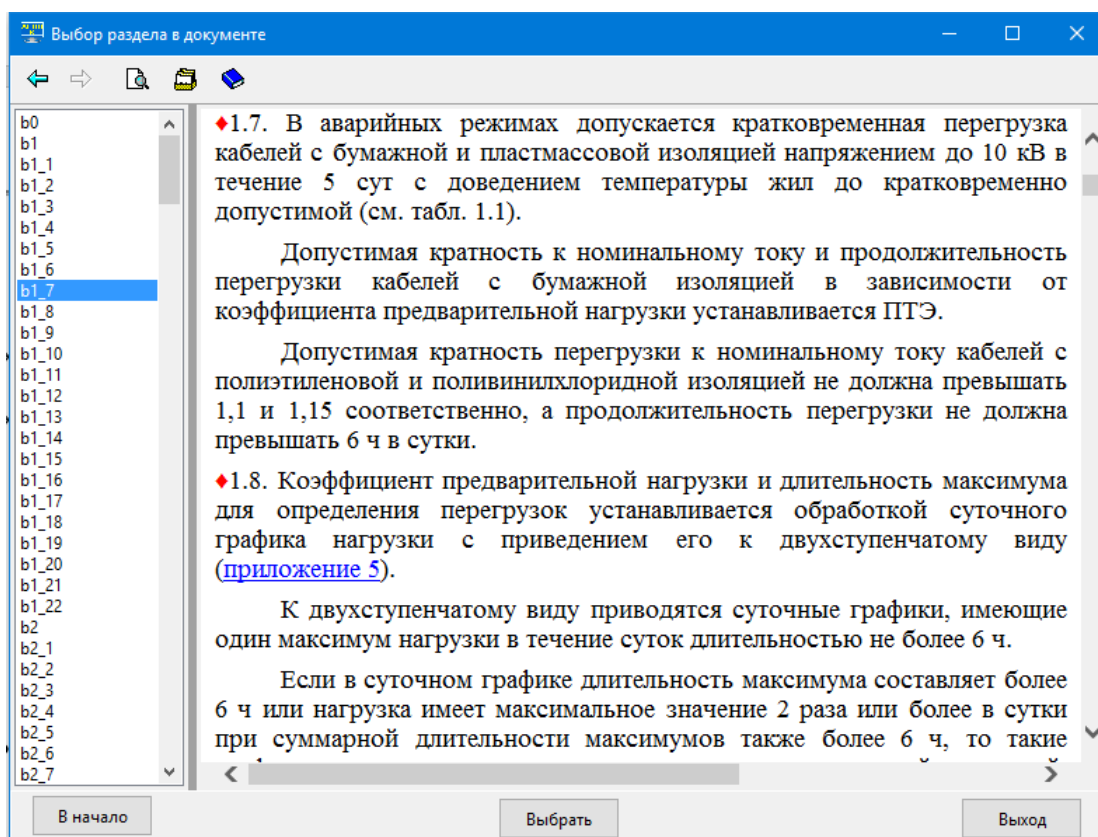 Выбор раздела в документе
b0
b1
b1_1
b1_2
b1_3
b1_4
b1_5
b1_6
b1_7
b1_8
b1_9
b1_10
b1_11
b1_12
b1_13
b1_14
b1_15
b1_16
b1_17
b1_18
b1_19
b1_20
b1_21
b1_22
b2
b2_1
b2_2
b2_3
b2_4
b2_5
b2_6
b2_7
♦1.7. В аварийных режимах допускается кратковременная перегрузка
кабелей с бумажной и пластмассовой изоляцией напряжением до 10 кВ в
течение 5 сут с доведением температуры жил до кратковременно
допустимой (см. табл. 1.1).
Допустимая кратность к номинальному току и продолжительность
перегрузки кабелей с бумажной изоляцией в зависимости от
коэффициента предварительной нагрузки устанавливается ПТЭ.
Допустимая кратность перегрузки к номинальному току кабелей с
полиэтиленовой и поливинилхлоридной изоляцией не должна превышать
1,1 и 1,15 соответственно, а продолжительность перегрузки не должна
превышать 6 ч в сутки.
♦1.8. Коэффициент предварительной нагрузки и длительность максимума
для определения перегрузок устанавливается обработкой суточного
графика нагрузки с приведением его к двухступенчатому виду
(приложение 5).
К двухступенчатому виду приводятся суточные графики, имеющие
один максимум нагрузки в течение суток длительностью не более 6 ч.
Если в суточном графике длительность максимума составляет более
6 ч или нагрузка имеет максимальное значение 2 раза или более в сутки
при суммарной длительности максимумов также более 6 ч, то такие
В начало
Выбрать
Выход